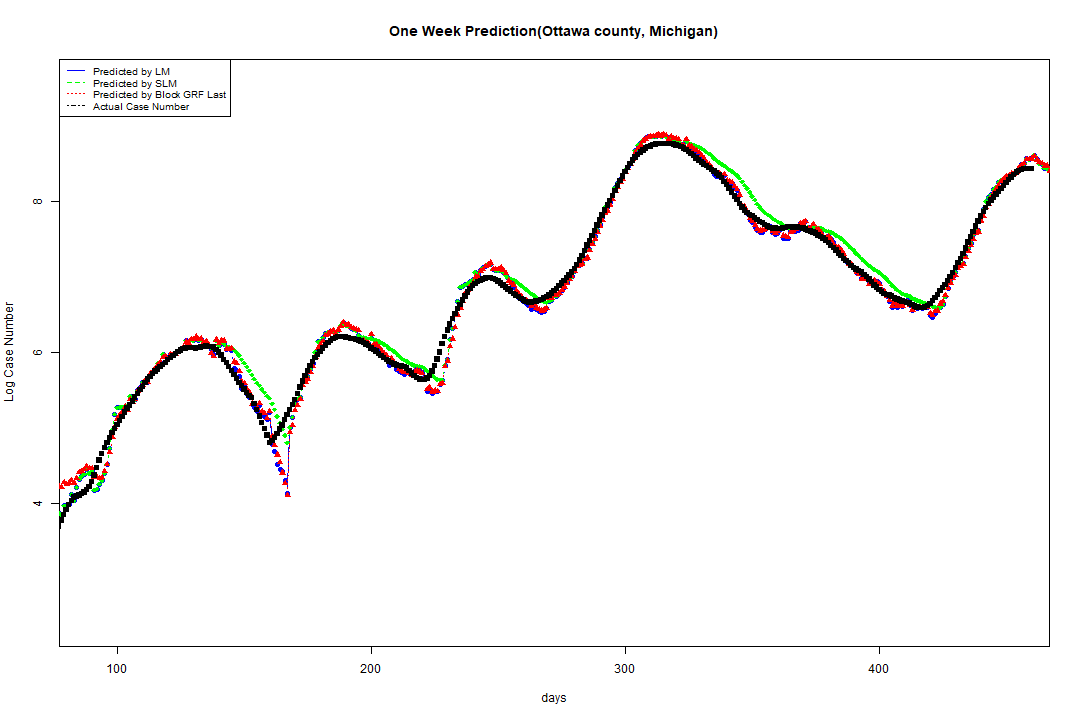 One Week Prediction(Ottawa county, Michigan)
Predicted by LM
Predicted by SLM
Predicted by Block GRF Last
Actual Case Number
8
6
4
Log Case Number
100 200 300 400
days